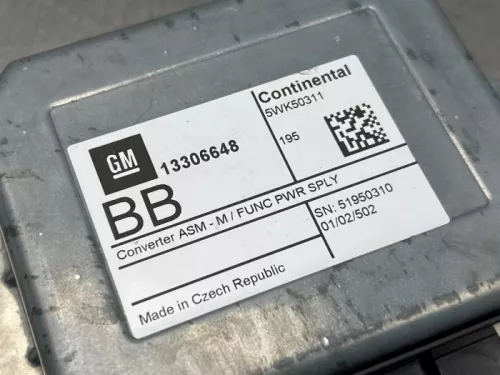 Continental
5WK50311
GM
13306648
195
BB
Converter ASM - M / FUNC PWR SPLY
SN: 51950310
01/02/502
Made in Czech Republic